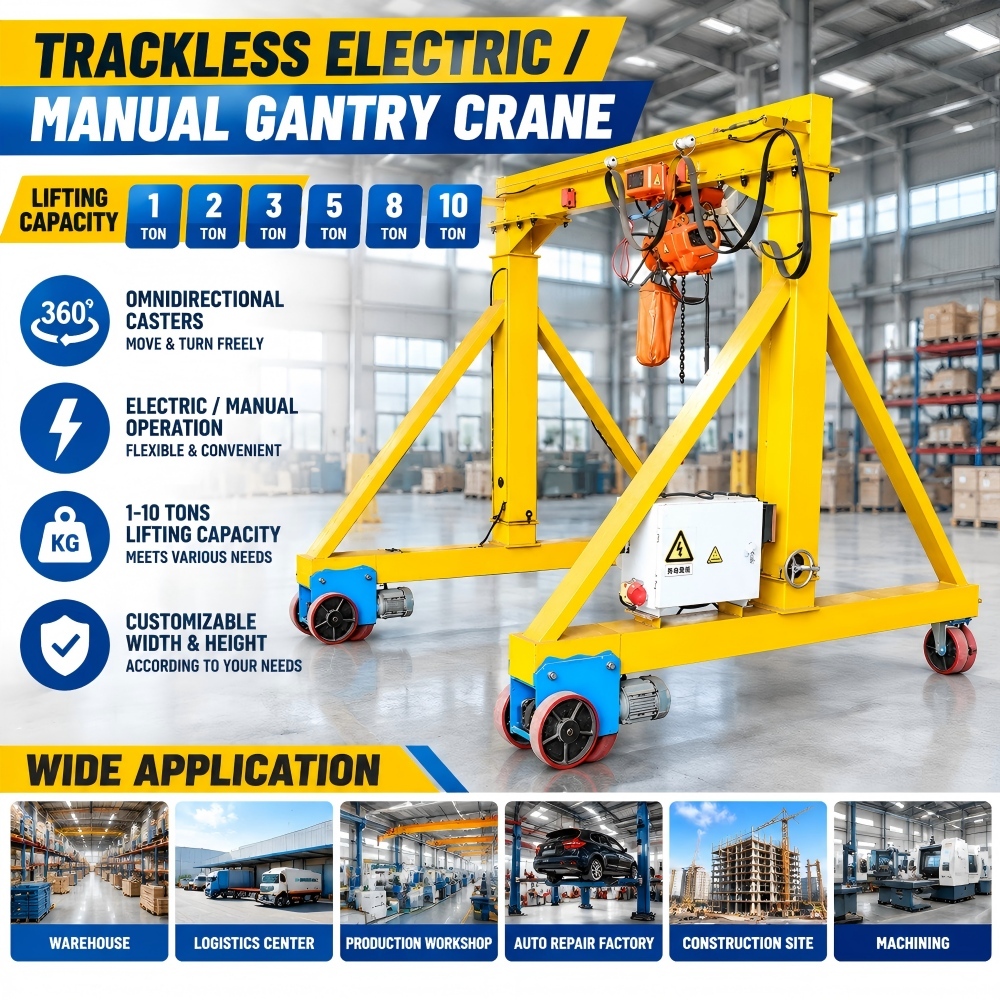 TRACKLESS ELECTRIC /
MANUAL GANTRY CRANE
LIFTING
CAPACITY
1
TON
2
TON
3
TON
5
TON
8
TON
10
TON
360°
OMNIDIRECTIONAL
CASTERS
MOVE & TURN FREELY
ELECTRIC / MANUAL
OPERATION
FLEXIBLE & CONVENIENT
KG
1-10 TONS
LIFTING CAPACITY
MEETS VARIOUS NEEDS
CUSTOMIZABLE
WIDTH & HEIGHT
ACCORDING TO YOUR NEEDS
WIDE APPLICATION
WAREHOUSE
LOGISTICS CENTER
PRODUCTION WORKSHOP
AUTO REPAIR FACTORY
CONSTRUCTION SITE
MACHINING